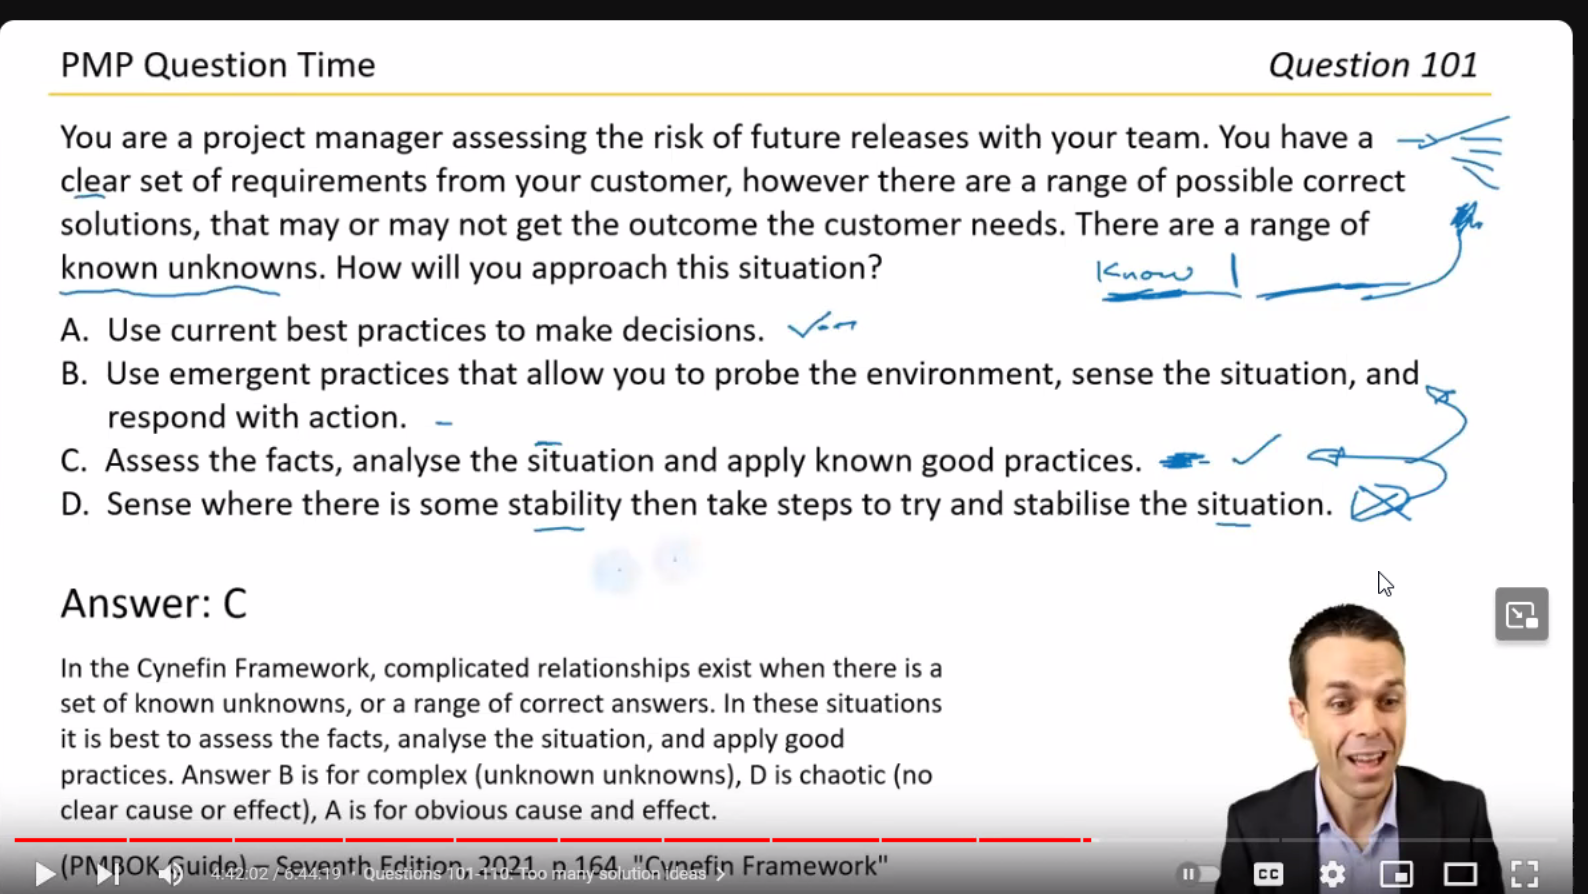 PMP Question Time
Question 101
You are a project manager assessing the risk of future releases with your team. You have a
clear set of requirements from your customer, however there are a range of possible correct
solutions, that may or may not get the outcome the customer needs. There are a range of
known unknowns. How will you approach this situation?
Know
A. Use current best practices to make decisions.
B. Use emergent practices that allow you to probe the environment, sense the situation, and
respond with action.
C. Assess the facts, analyse the situation and apply known good practices.
D. Sense where there is some stability then take steps to try and stabilise the situation.
Answer: C
In the Cynefin Framework, complicated relationships exist when there is a
set of known unknowns, or a range of correct answers. In these situations
it is best to assess the facts, analyse the situation, and apply good
practices. Answer B is for complex (unknown unknowns), D is chaotic (no
clear cause or effect), A is for obvious cause and effect.
(PMBOK Guide) – Seventh Edition, 2021, p.164, "Cynefin Framework"
4:42:02 / 6:44:19 • Questions 101-110: Too many solution ideas >
CC